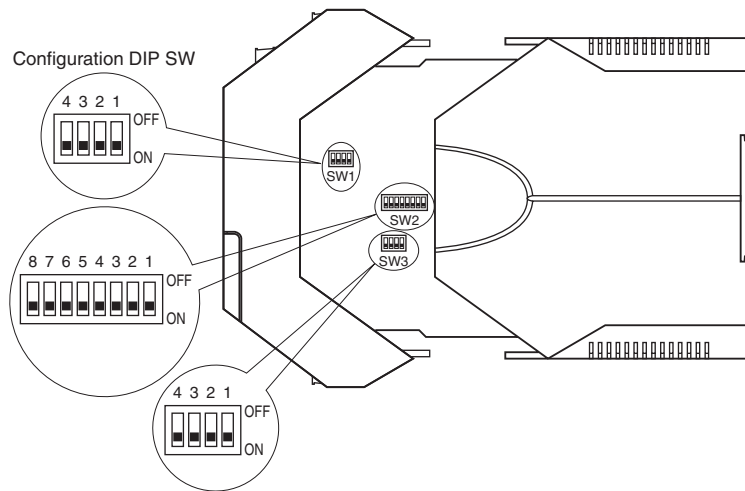 Configuration DIP SW
4 3 2 1
OFF
ON
SW1
SW2
SW3
8 7 6 5 4 3 2 1
OFF
ON
4 3 2 1
OFF
ON